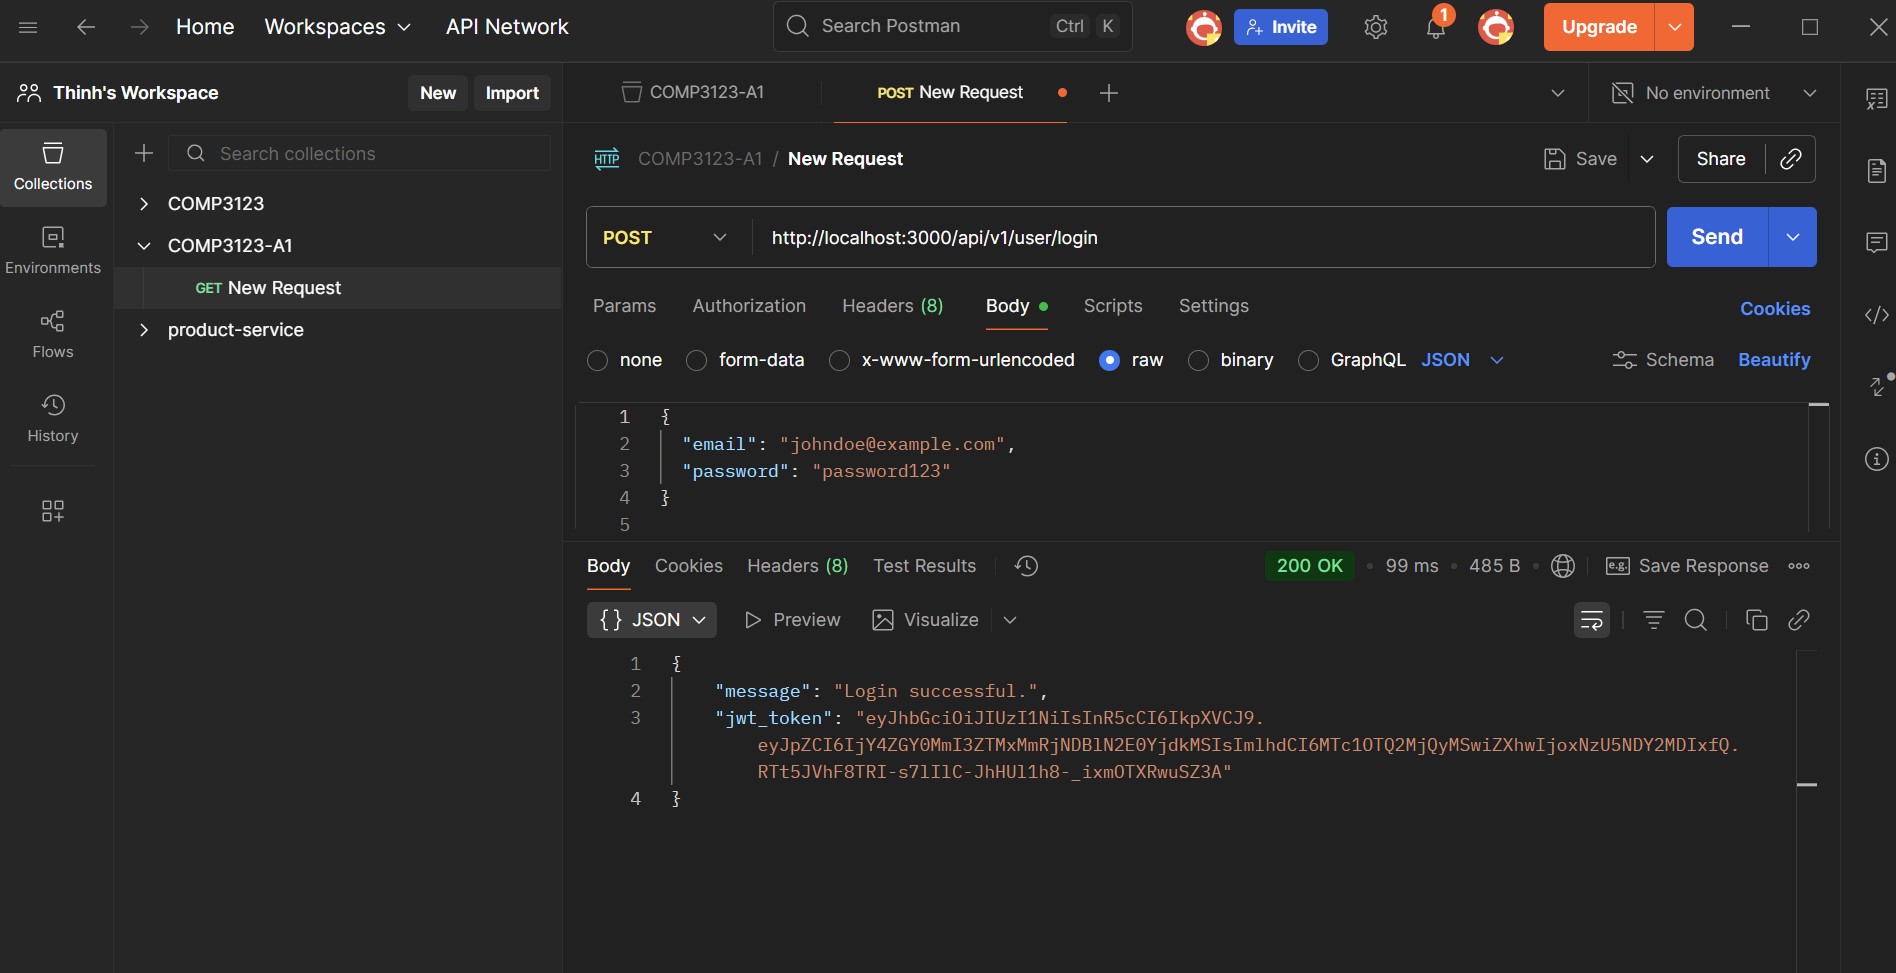 Home
Workspaces
API Network
Search Postman
Ctrl
K
Invite
1
Upgrade
Thinh's Workspace
New
Import
COMP3123-A1
POST New Request
No environment
Collections
Search collections
COMP3123
COMP3123-A1
GET New Request
product-service
Environments
Flows
History
HTTP
COMP3123-A1 / New Request
Save
Share
POST
http://localhost:3000/api/v1/user/login
Send
Params
Authorization
Headers (8)
Body
Scripts
Settings
Cookies
none
form-data
x-www-form-urlencoded
raw
binary
GraphQL
JSON
Schema
Beautify
1 {
2 "email": "johndoe@example.com",
3 "password": "password123"
4 }
5
Body
Cookies
Headers (8)
Test Results
200 OK
99 ms
485 B
e.g.
Save Response
{} JSON
Preview
Visualize
1 {
2 "message": "Login successful.",
3 "jwt_token": "eyJhbGciOiJIUzI1NiIsInR5cCI6IkpXVCJ9.
eyJpZCI6IjY4ZGY0MmI3ZTMxMmRjNDBlN2E0YjdkMSIsImlhdCI6MTc1OTQ2MjQyMSwiZXhwIjoxNzU5NDY2MDIxfQ.
RTt5JVhF8TRI-s7lIlC-JhHUl1h8-_ixmOTXRwuSZ3A"
4 }